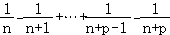 1/n - 1/(n+1) + ··· + 1/(n+p-1) - 1/(n+p)